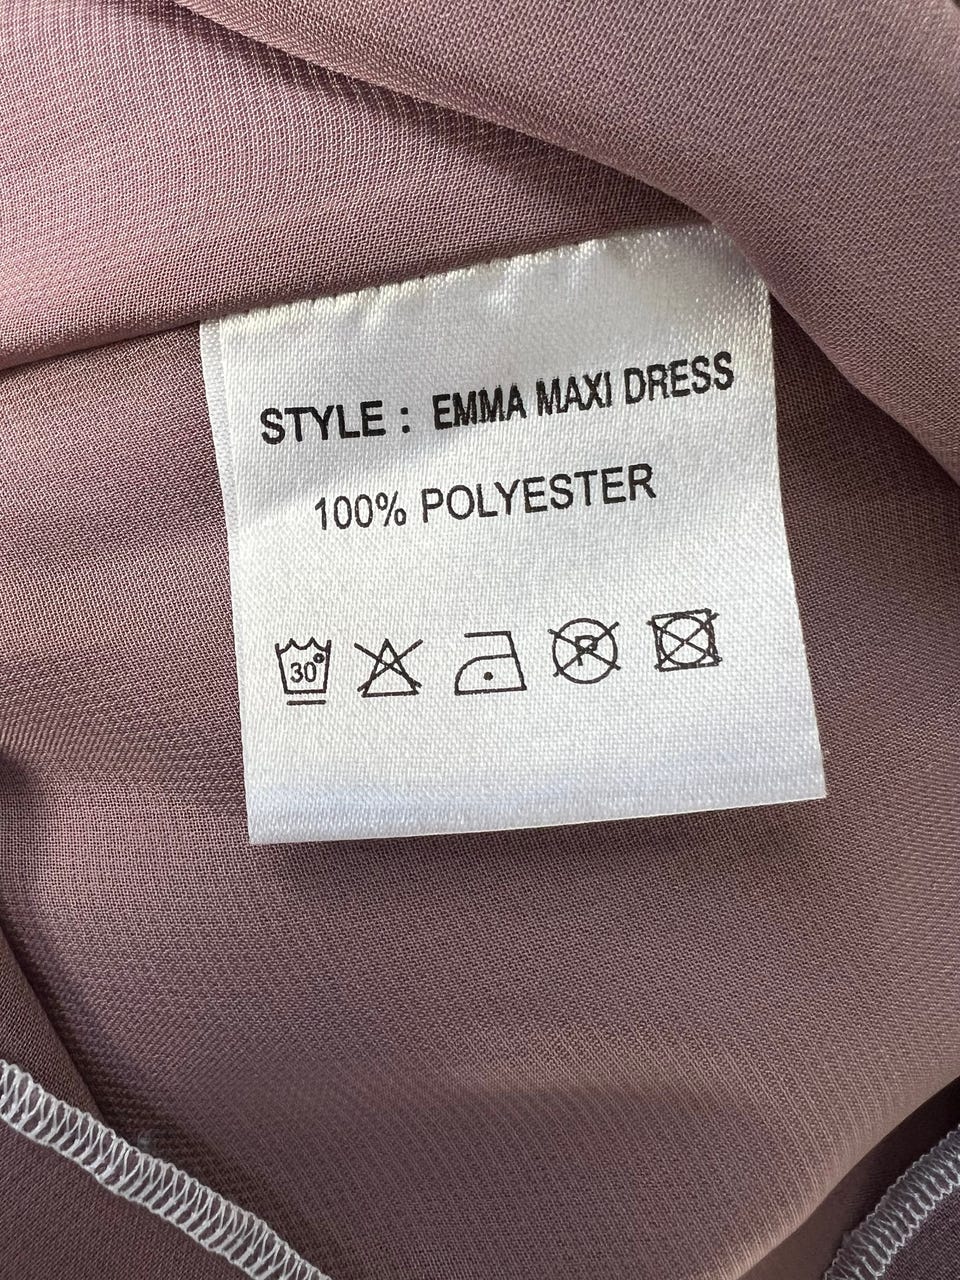 STYLE : EMMA MAXI DRESS
100% POLYESTER
30° P